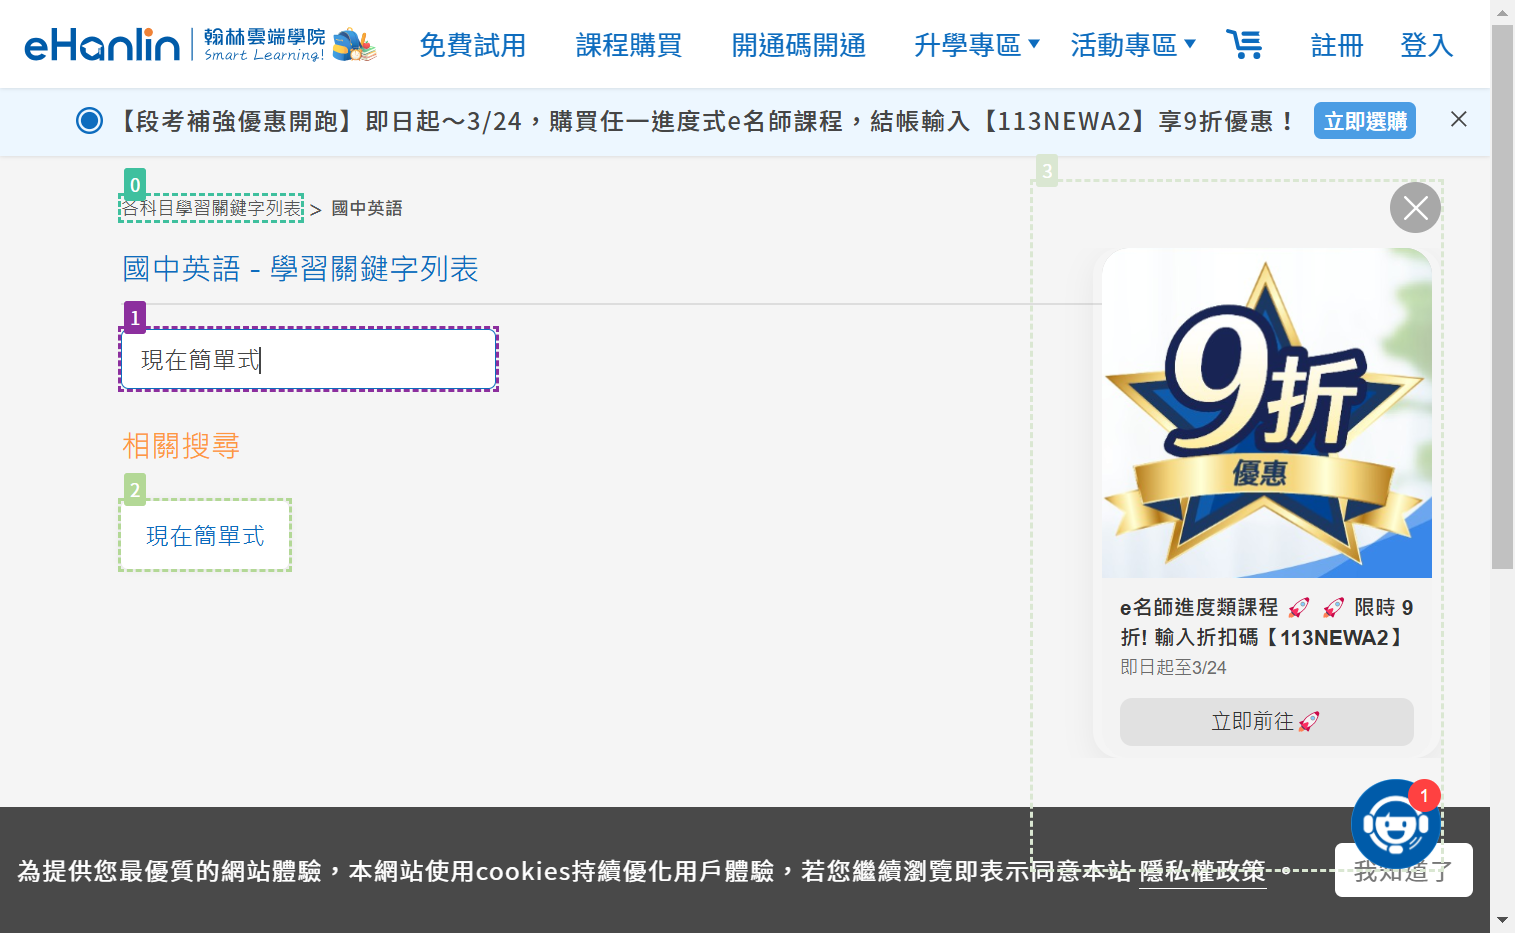 eHanlin 翰林雲端學院 Smart Learning! 免費試用 課程購買 開通碼開通 升學專區 活動專區 註冊 登入
【段考補強優惠開跑】即日起～3/24，購買任一進度式e名師課程，結帳輸入【113NEWA2】享9折優惠！ 立即選購
0
各科目學習關鍵字列表 > 國中英語
國中英語 - 學習關鍵字列表
1
現在簡單式
相關搜尋
2
現在簡單式
3
9折
優惠
e名師進度類課程 🚀 🚀 限時 9
折! 輸入折扣碼【113NEWA2】
即日起至3/24
立即前往🚀
1
為提供您最優質的網站體驗，本網站使用cookies持續優化用戶體驗，若您繼續瀏覽即表示同意本站 隱私權政策 。
我知道了